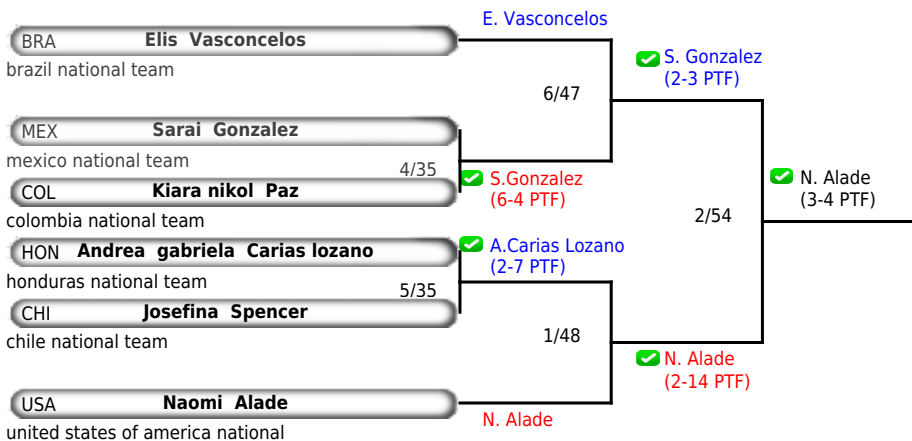 E. Vasconcelos
BRA Elis Vasconcelos
brazil national team
S. Gonzalez
(2-3 PTF)
6/47
MEX Sarai Gonzalez
mexico national team
4/35
S.Gonzalez
(6-4 PTF)
COL Kiara nikol Paz
colombia national team
N. Alade
(3-4 PTF)
2/54
HON Andrea gabriela Carias lozano
honduras national team
A.Carias Lozano
(2-7 PTF)
5/35
CHI Josefina Spencer
chile national team
1/48
N. Alade
(2-14 PTF)
USA Naomi Alade
united states of america national
N. Alade